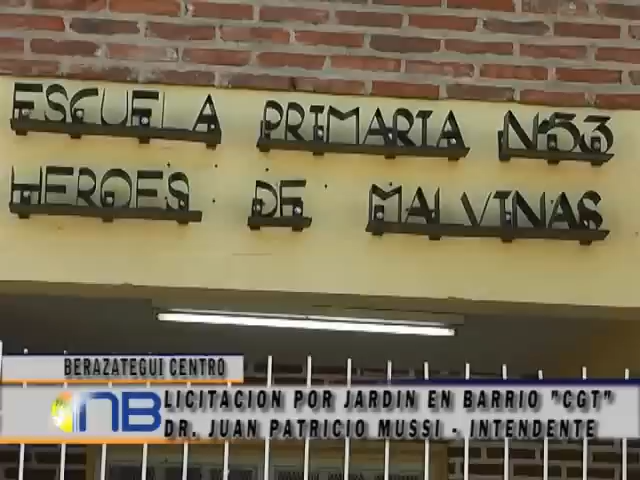 ESCUELA PRIMARIA N°53
HEROES DE MALVINAS
BERAZATEGUI CENTRO
NB
LICITACION POR JARDIN EN BARRIO "CGT"
DR. JUAN PATRICIO MUSSI - INTENDENTE